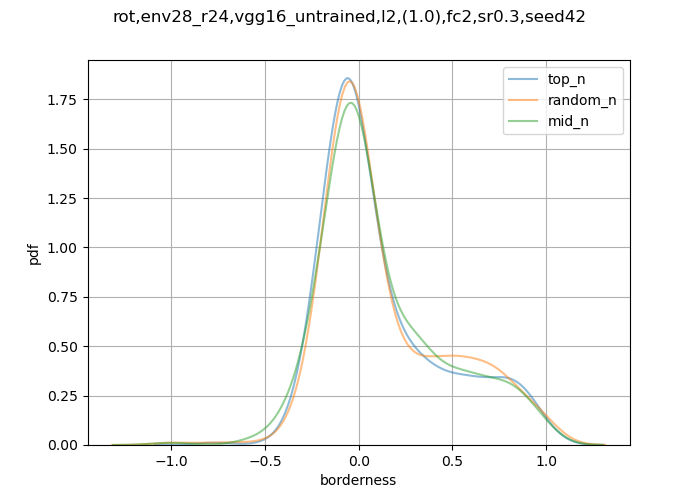 rot,env28_r24,vgg16_untrained,l2,(1.0),fc2,sr0.3,seed42
top_n
random_n
mid_n
1.75
1.50
1.25
1.00
0.75
0.50
0.25
0.00
pdf
−1.0 −0.5 0.0 0.5 1.0
borderness